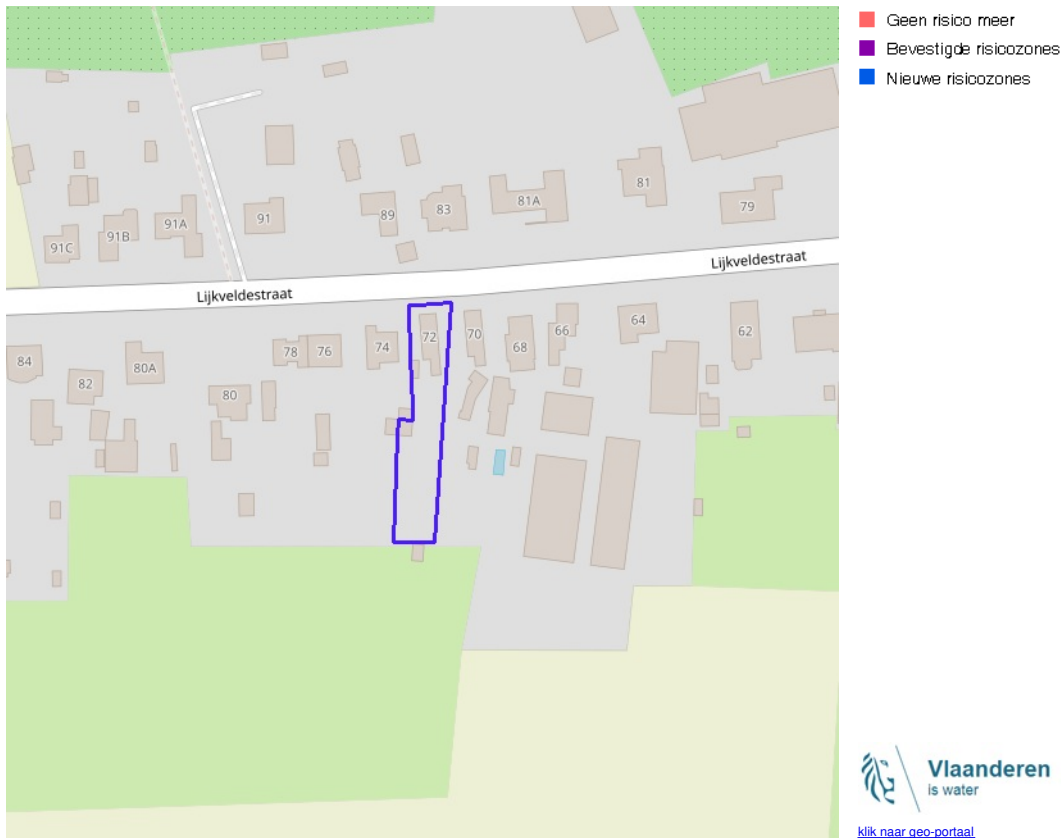 Geen risico meer
Bevestigde risicozones
Nieuwe risicozones
81
91
89
83
81A
79
91C
91B
91A
Lijkveldestraat
Lijkveldestraat
84
82
80A
78
76
74
72
70
68
66
64
62
80
Vlaanderen
is water
klik naar geo-portaal